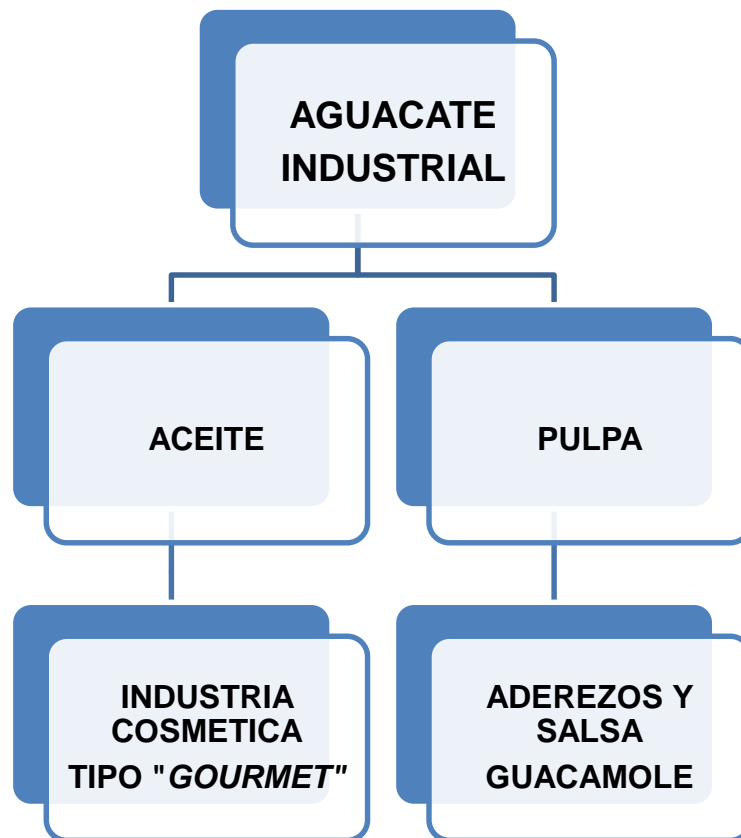 AGUACATE
INDUSTRIAL
ACEITE
PULPA
INDUSTRIA
COSMETICA
TIPO "GOURMET"
ADEREZOS Y
SALSA
GUACAMOLE